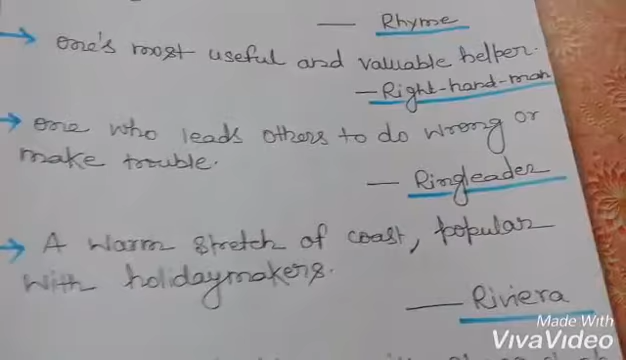 — Rhyme
→ one's most useful and valuable helper.
— Right-hand-man
→ one who leads others to do wrong or
make trouble.
— Ringleader
→ A warm stretch of coast, popular
with holidaymakers.
— Riviera
Made With
VivaVideo